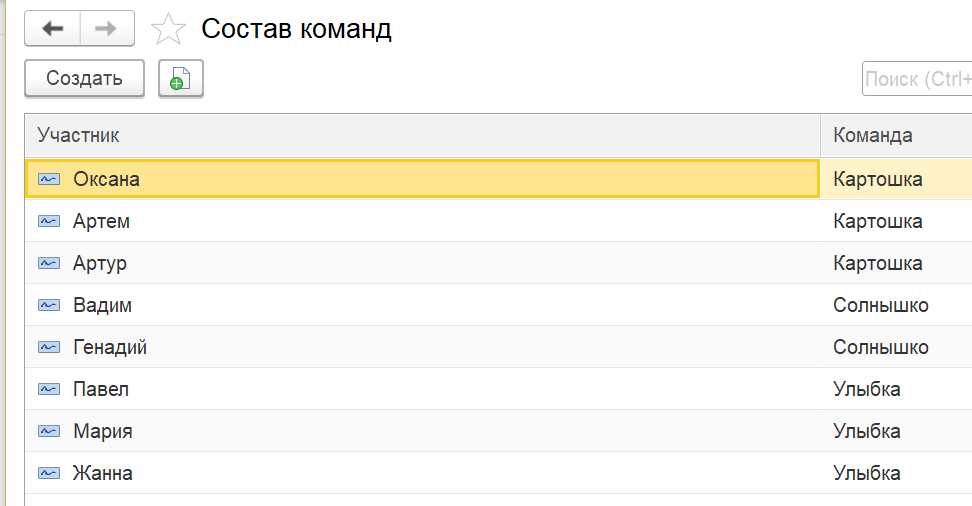 Состав команд
Создать
Поиск (Ctrl+
Участник Команда
Оксана Картошка
Артем Картошка
Артур Картошка
Вадим Солнышко
Генадий Солнышко
Павел Улыбка
Мария Улыбка
Жанна Улыбка